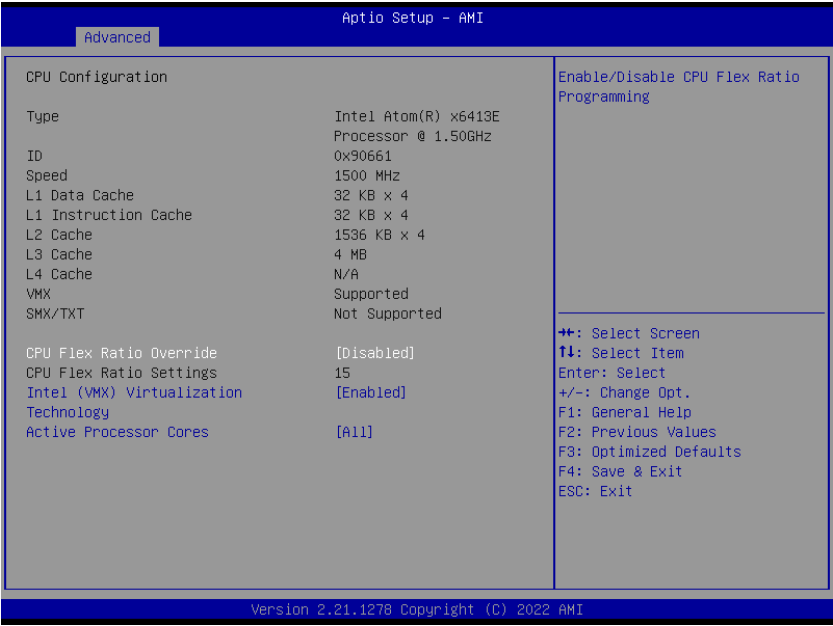 Aptio Setup - AMI
Advanced
CPU Configuration
Type Intel Atom(R) x6413E
Processor @ 1.50GHz
ID 0x90661
Speed 1500 MHz
L1 Data Cache 32 KB x 4
L1 Instruction Cache 32 KB x 4
L2 Cache 1536 KB x 4
L3 Cache 4 MB
L4 Cache N/A
VMX Supported
SMX/TXT Not Supported
CPU Flex Ratio Override [Disabled]
CPU Flex Ratio Settings 15
Intel (VMX) Virtualization [Enabled]
Technology
Active Processor Cores [All]
Enable/Disable CPU Flex Ratio
Programming
→←: Select Screen
↑↓: Select Item
Enter: Select
+/-: Change Opt.
F1: General Help
F2: Previous Values
F3: Optimized Defaults
F4: Save & Exit
ESC: Exit
Version 2.21.1278 Copyright (C) 2022 AMI